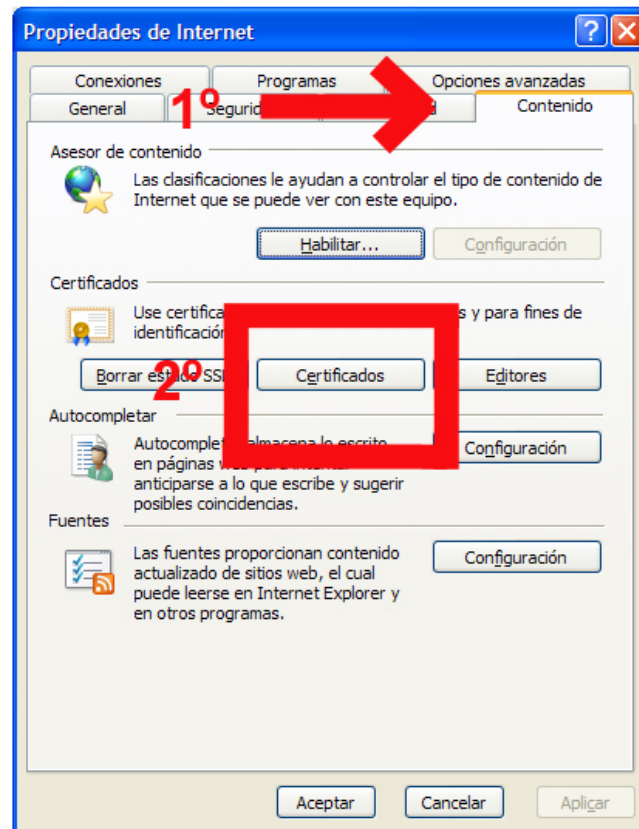 Propiedades de Internet
Conexiones Programas Opciones avanzadas
General 1º Contenido
Asesor de contenido
Las clasificaciones le ayudan a controlar el tipo de contenido de
Internet que se puede ver con este equipo.
Habilitar... Configuración
Certificados
Use s y para fines de
2º
Borrar Certificados Editores
Autocompletar
lo escrito
en páginas
Configuración
anticiparse a lo que escribe y sugerir
posibles coincidencias.
Fuentes
Las fuentes proporcionan contenido
actualizado de sitios web, el cual
puede leerse en Internet Explorer y
en otros programas.
Configuración
Aceptar Cancelar Aplicar